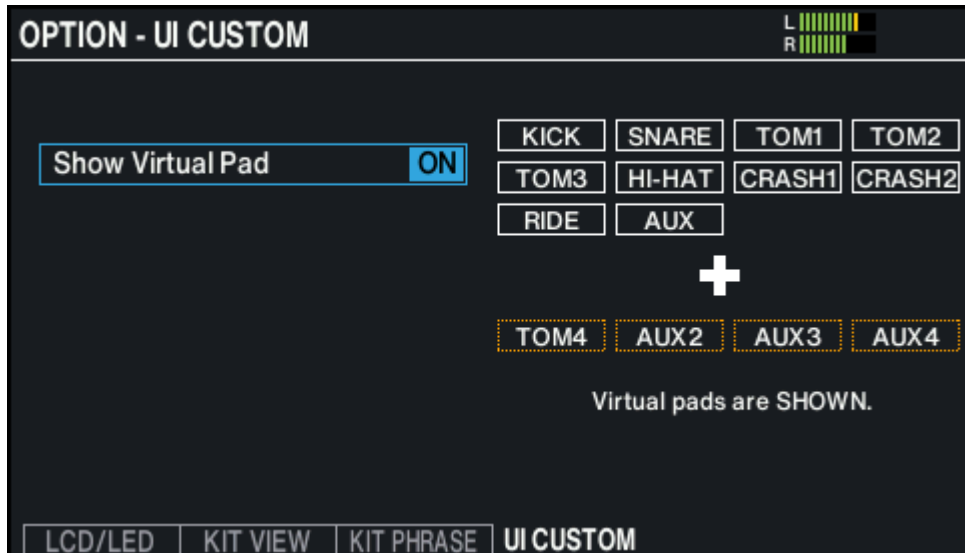 OPTION - UI CUSTOM
L
R
Show Virtual Pad ON
KICK SNARE TOM1 TOM2
TOM3 HI-HAT CRASH1 CRASH2
RIDE AUX
TOM4 AUX2 AUX3 AUX4
Virtual pads are SHOWN.
LCD/LED KIT VIEW KIT PHRASE UI CUSTOM